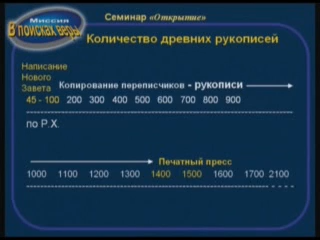 Миссия
В поисках веры
Семинар «Открытие»
Количество древних рукописей
Написание
Нового
Завета
Копирование переписчиков - рукописи
45 - 100 200 300 400 500 600 700 800 900
по Р.Х.
Печатный пресс
1000 1100 1200 1300 1400 1500 1600 1700 2100